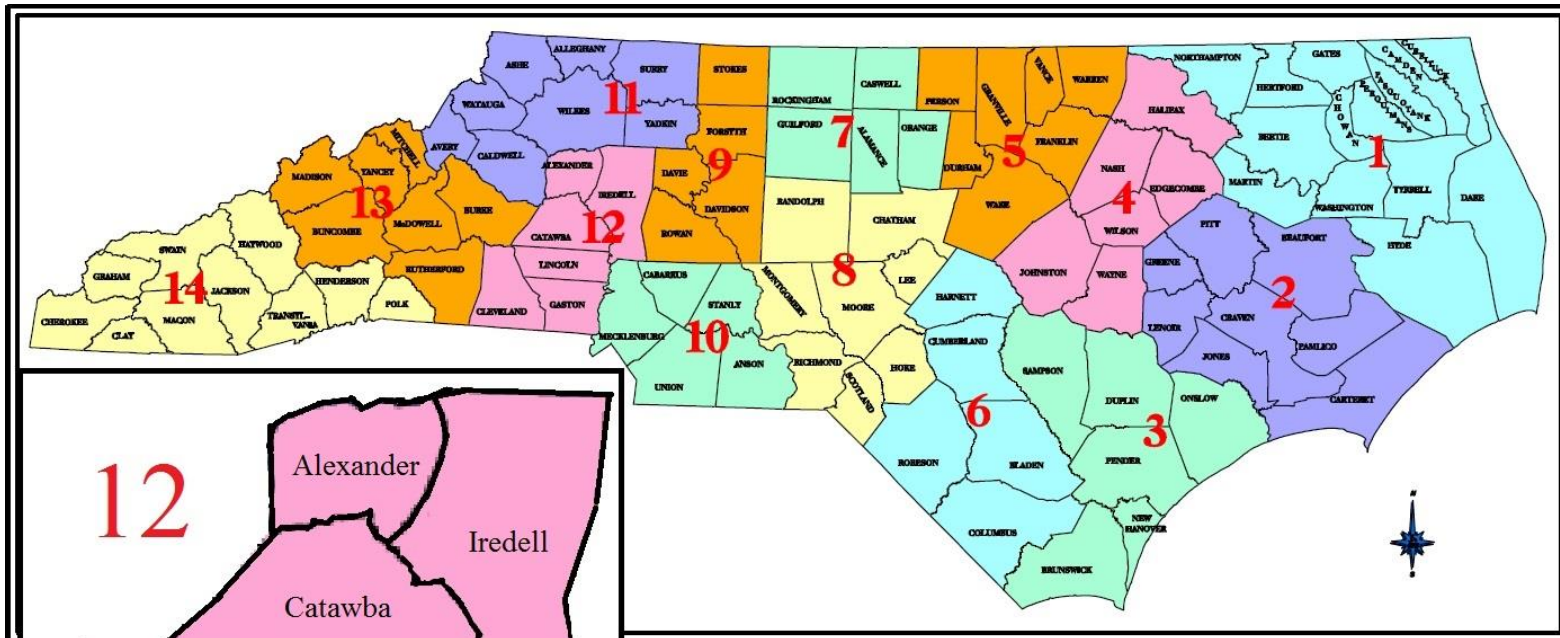 ALLEGHANY
ASHE
SURRY
11
WATAUGA
WILKES
YADKIN
AVERY
CALDWELL
STOKES
FORSYTH
DAVIE
9
DAVIDSON
ROWAN
ROCKINGHAM
CASWELL
GUILFORD
7
ALAMANCE
ORANGE
PERSON
GRANVILLE
VANCE
WARREN
FRANKLIN
5
DURHAM
WAKE
NORTHAMPTON
GATES
CURRITUCK
CAMDEN
PASQUOTANK
PERQUIMANS
CHOWAN
HERTFORD
BERTIE
1
MARTIN
WASHINGTON
TYRRELL
DARE
HYDE
HALIFAX
NASH
EDGECOMBE
4
WILSON
JOHNSTON
WAYNE
MITCHELL
YANCEY
MADISON
13
McDOWELL
BURKE
BUNCOMBE
RUTHERFORD
ALEXANDER
IREDELL
CATAWBA
12
LINCOLN
GASTON
CLEVELAND
HAYWOOD
SWAIN
GRAHAM
14
JACKSON
HENDERSON
POLK
TRANSYL-
VANIA
MACON
CHEROKEE
CLAY
RANDOLPH
CHATHAM
8
LEE
MONTGOMERY
MOORE
RICHMOND
HOKE
SCOTLAND
CABARRUS
STANLY
MECKLENBURG
10
UNION
ANSON
HARNETT
CUMBERLAND
6
ROBESON
BLADEN
COLUMBUS
SAMPSON
DUPLIN
ONSLOW
3
PENDER
NEW
HANOVER
BRUNSWICK
PITT
BEAUFORT
GREENE
2
CRAVEN
LENOIR
PAMLICO
JONES
CARTERET
12
Alexander
Iredell
Catawba